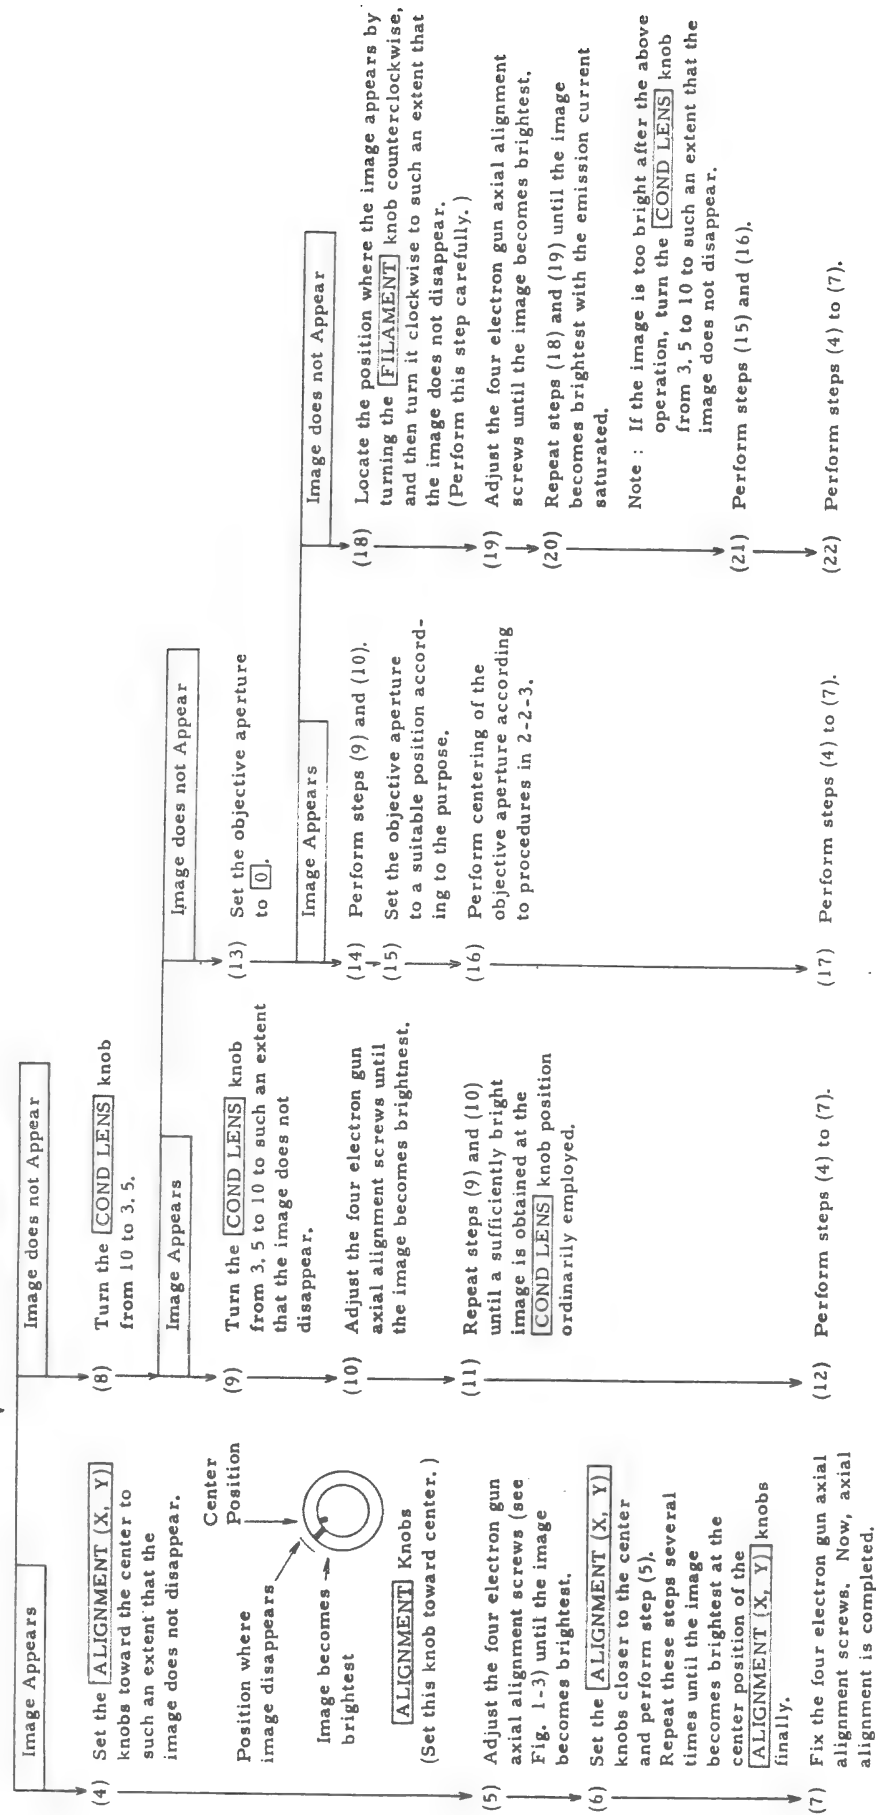 Image Appears
(4) Set the ALIGNMENT (X, Y)
knobs toward the center to
such an extent that the
image does not disappear.
Center
Position
Position where
image disappears
Image becomes
brightest
ALIGNMENT Knobs
(Set this knob toward center. )
(5) Adjust the four electron gun
axial alignment screws (see
Fig. 1-3) until the image
becomes brightest.
(6) Set the ALIGNMENT (X, Y)
knobs closer to the center
and perform step (5).
Repeat these steps several
times until the image
becomes brightest at the
center position of the
ALIGNMENT (X, Y) knobs
finally.
(7) Fix the four electron gun axial
alignment screws. Now, axial
alignment is completed.
Image does not Appear
(8) Turn the COND LENS knob
from 10 to 3.5.
Image Appears
(9) Turn the COND LENS knob
from 3.5 to 10 to such an extent
that the image does not
disappear.
(10) Adjust the four electron gun
axial alignment screws until
the image becomes brightnest.
(11) Repeat steps (9) and (10)
until a sufficiently bright
image is obtained at the
COND LENS knob position
ordinarily employed.
(12) Perform steps (4) to (7).
Image does not Appear
(13) Set the objective aperture
to 0.
Image Appears
(14) Perform steps (9) and (10).
(15) Set the objective aperture
to a suitable position accord-
ing to the purpose.
(16) Perform centering of the
objective aperture according
to procedures in 2-2-3.
(17) Perform steps (4) to (7).
Image does not Appear
(18) Locate the position where the image appears by
turning the FILAMENT knob counterclockwise,
and then turn it clockwise to such an extent that
the image does not disappear.
(Perform this step carefully. )
(19) Adjust the four electron gun axial alignment
screws until the image becomes brightest.
(20) Repeat steps (18) and (19) until the image
becomes brightest with the emission current
saturated.
Note : If the image is too bright after the above
operation, turn the COND LENS knob
from 3.5 to 10 to such an extent that the
image does not disappear.
(21) Perform steps (15) and (16).
(22) Perform steps (4) to (7).